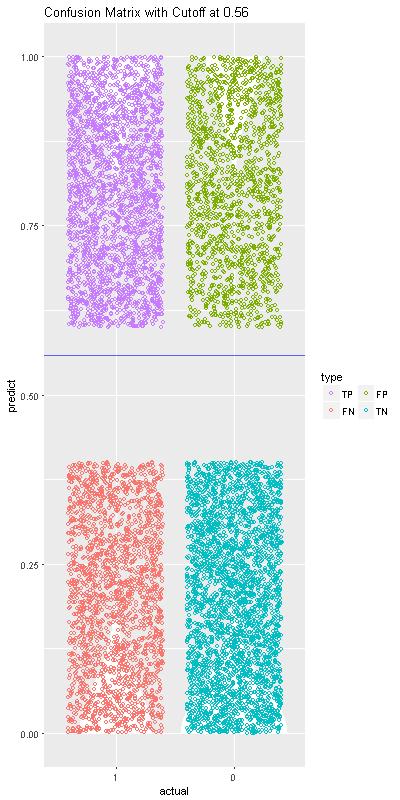 Confusion Matrix with Cutoff at 0.56
1.00
0.75
0.50
0.25
0.00
predict
1 0
actual
type
TP FP
FN TN